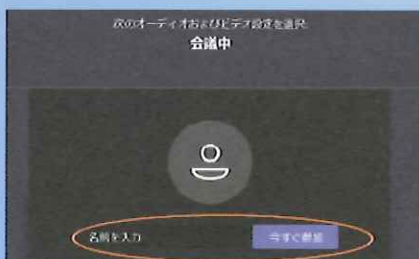 次のオーディオおよびビデオ設定を選択
会議中
名前を入力
今すぐ参加